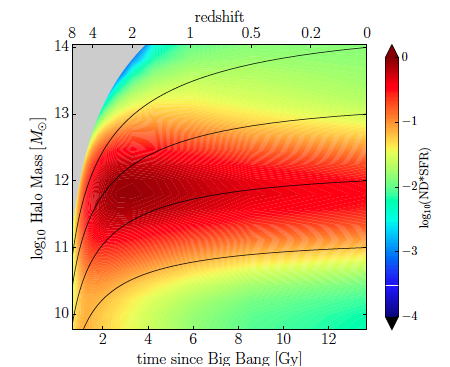 redshift
8 4 2 1 0.5 0.2 0
14
13
12
11
10
log₁₀ Halo Mass [M⊙]
2 4 6 8 10 12
time since Big Bang [Gy]
0
−1
−2
−3
−4
log₁₀(ND*SFR)